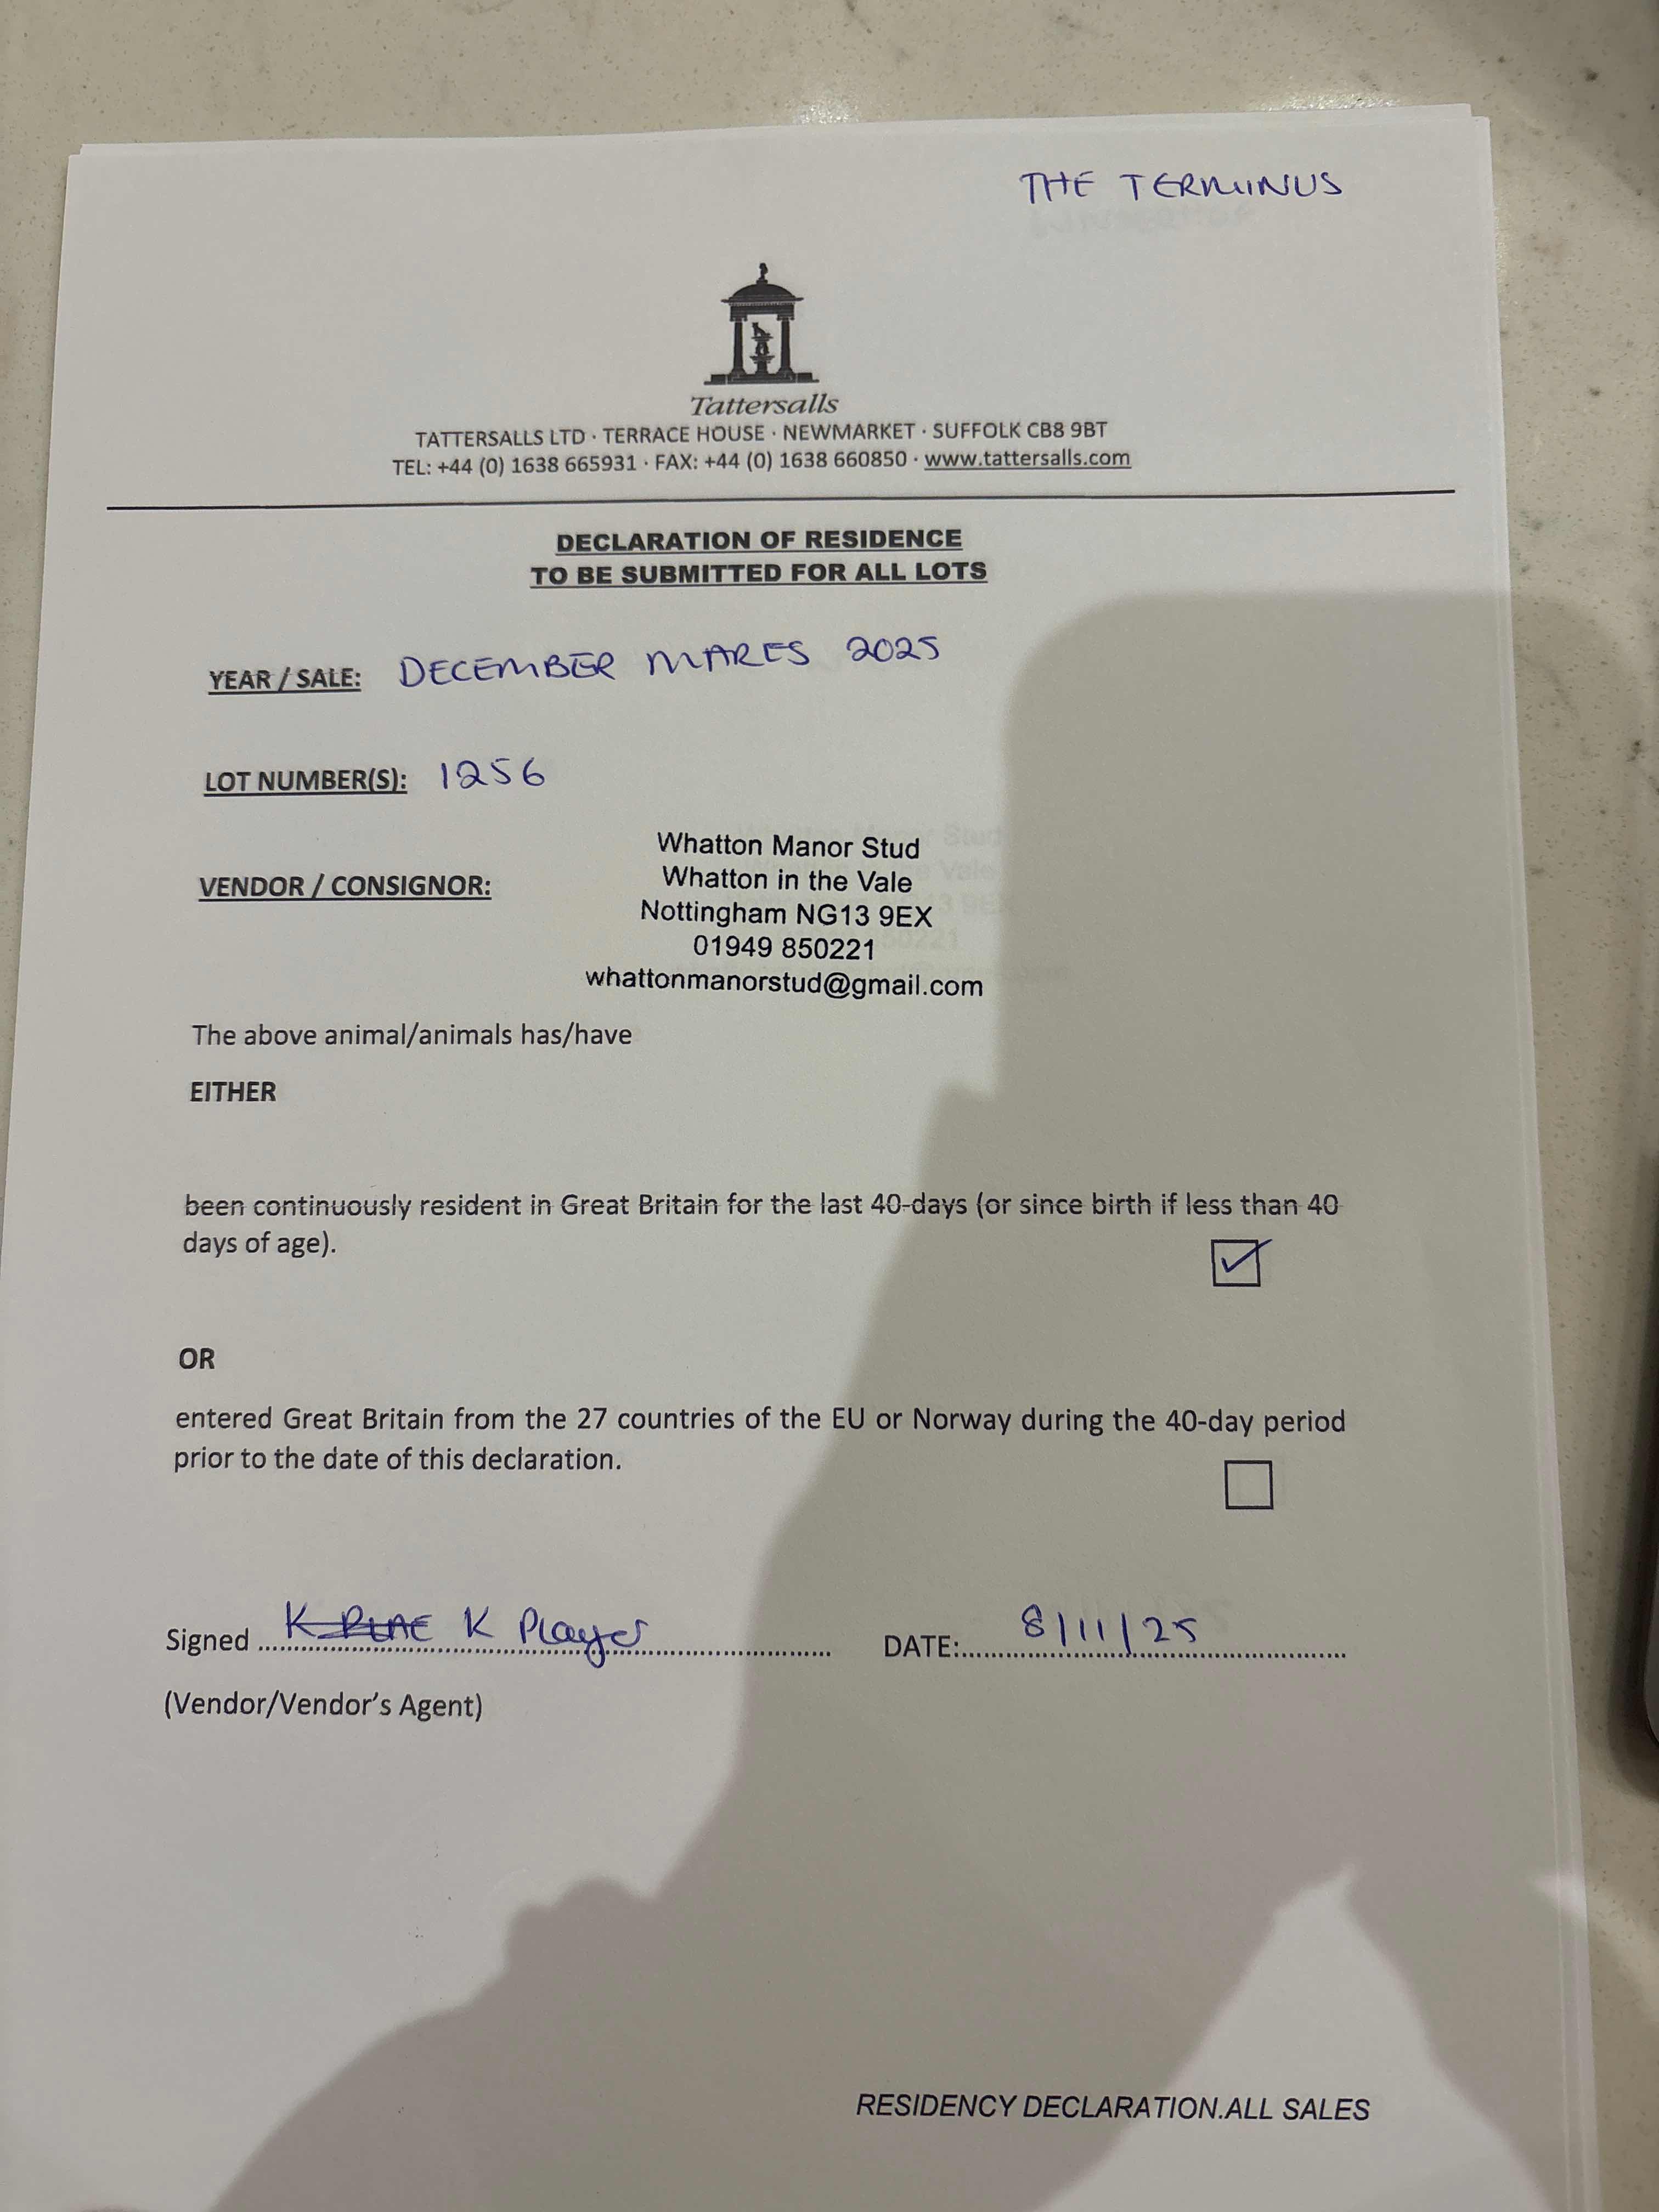 THE TERMINUS
Tattersalls
TATTERSALLS LTD · TERRACE HOUSE · NEWMARKET · SUFFOLK CB8 9BT
TEL: +44 (0) 1638 665931 · FAX: +44 (0) 1638 660850 · www.tattersalls.com
DECLARATION OF RESIDENCE
TO BE SUBMITTED FOR ALL LOTS
YEAR / SALE: DECEMBER MARES 2025
LOT NUMBER(S): 1256
VENDOR / CONSIGNOR:
Whatton Manor Stud
Whatton in the Vale
Nottingham NG13 9EX
01949 850221
whattonmanorstud@gmail.com
The above animal/animals has/have
EITHER
been continuously resident in Great Britain for the last 40-days (or since birth if less than 40
days of age).
OR
entered Great Britain from the 27 countries of the EU or Norway during the 40-day period
prior to the date of this declaration.
Signed K Player DATE: 8/11/25
(Vendor/Vendor's Agent)
RESIDENCY DECLARATION.ALL SALES